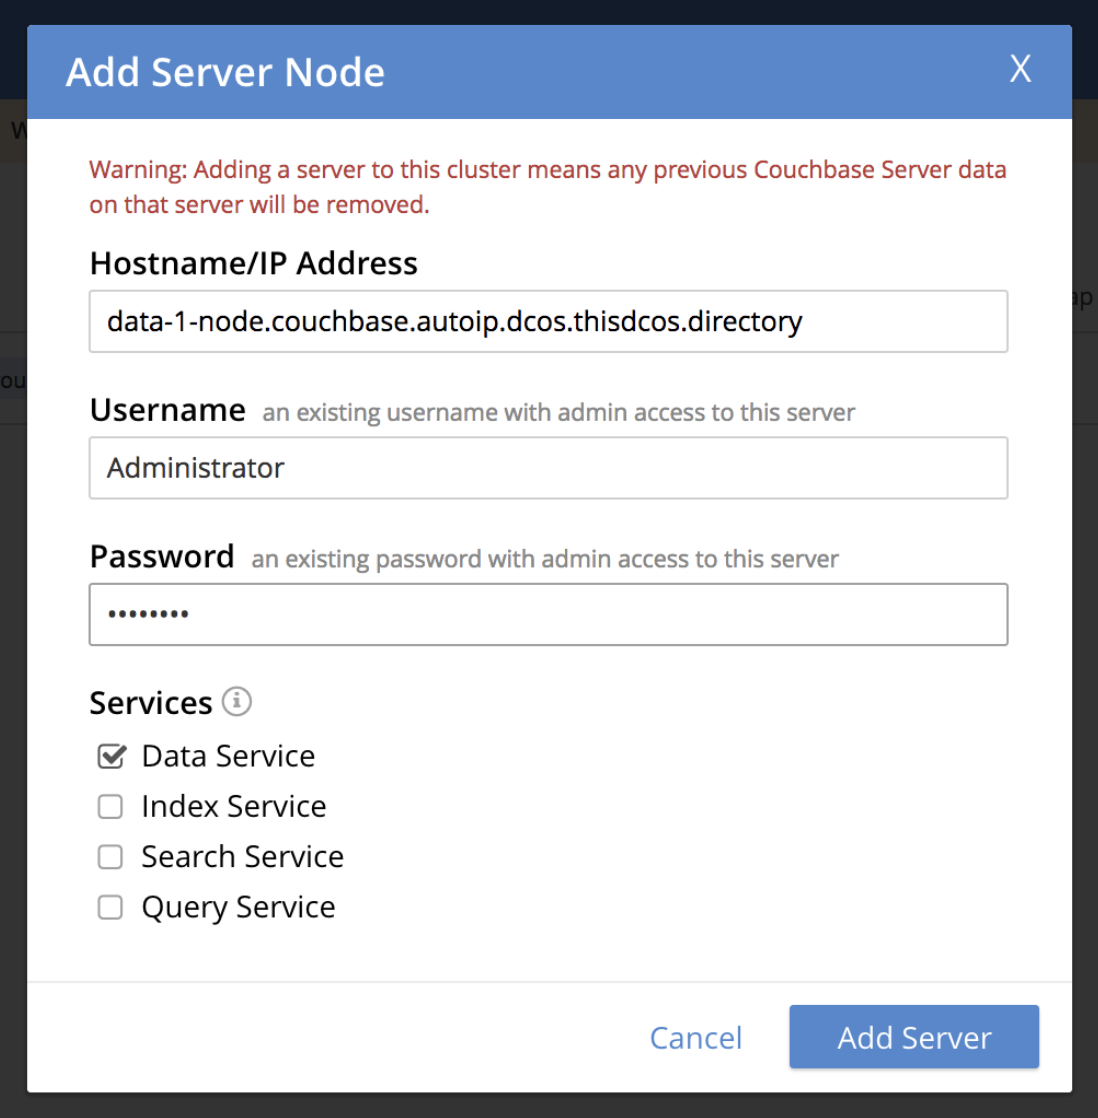 Add Server Node
X
Warning: Adding a server to this cluster means any previous Couchbase Server data
on that server will be removed.
Hostname/IP Address
data-1-node.couchbase.autoip.dcos.thisdcos.directory
Username an existing username with admin access to this server
Administrator
Password an existing password with admin access to this server
••••••••
Services
Data Service
Index Service
Search Service
Query Service
Cancel
Add Server